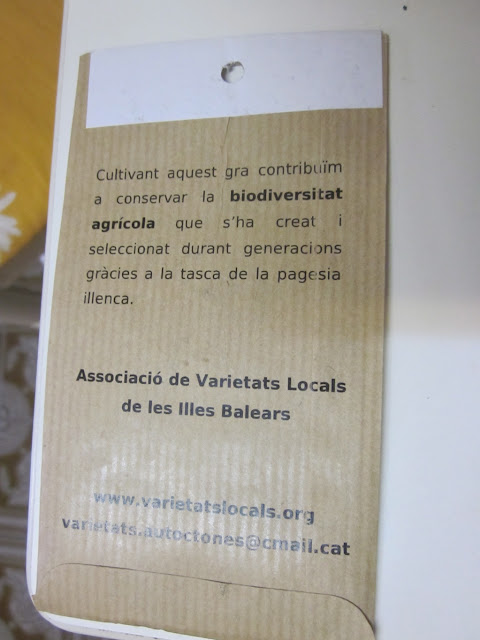 Cultivant aquest gra contribuïm
a conservar la biodiversitat
agrícola que s'ha creat i
seleccionat durant generacions
gràcies a la tasca de la pagesia
illenca.
Associació de Varietats Locals
de les Illes Balears
www.varietatslocals.org
varietats.autoctones@cmail.cat